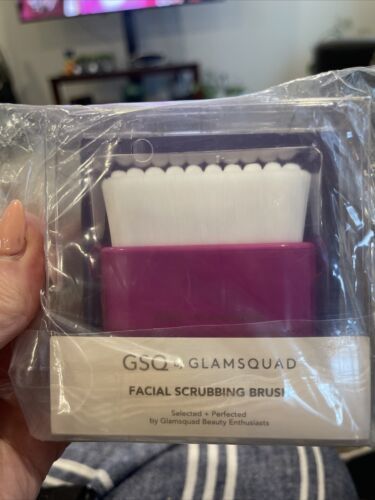 GSQ by GLAMSQUAD
FACIAL SCRUBBING BRUSH
Selected + Perfected
by Glamsquad Beauty Enthusiasts